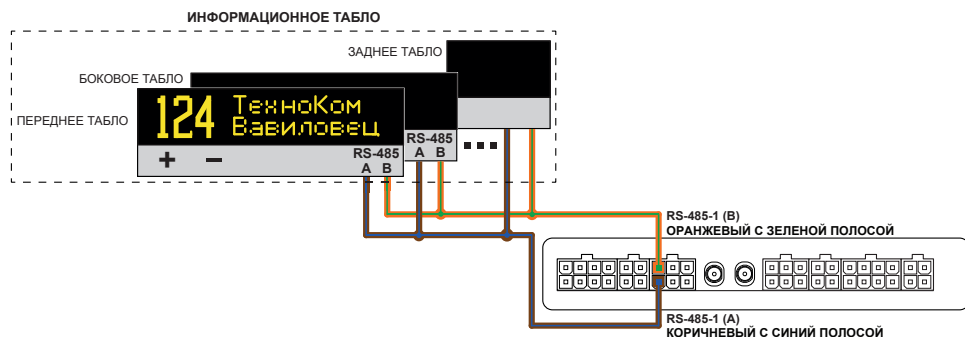 ИНФОРМАЦИОННОЕ ТАБЛО
ЗАДНЕЕ ТАБЛО
БОКОВОЕ ТАБЛО
ПЕРЕДНЕЕ ТАБЛО
124 ТехноКом
Вавиловец
+ –
RS-485
A B
RS-485
A B
RS-485-1 (B)
ОРАНЖЕВЫЙ С ЗЕЛЕНОЙ ПОЛОСОЙ
RS-485-1 (A)
КОРИЧНЕВЫЙ С СИНИЙ ПОЛОСОЙ